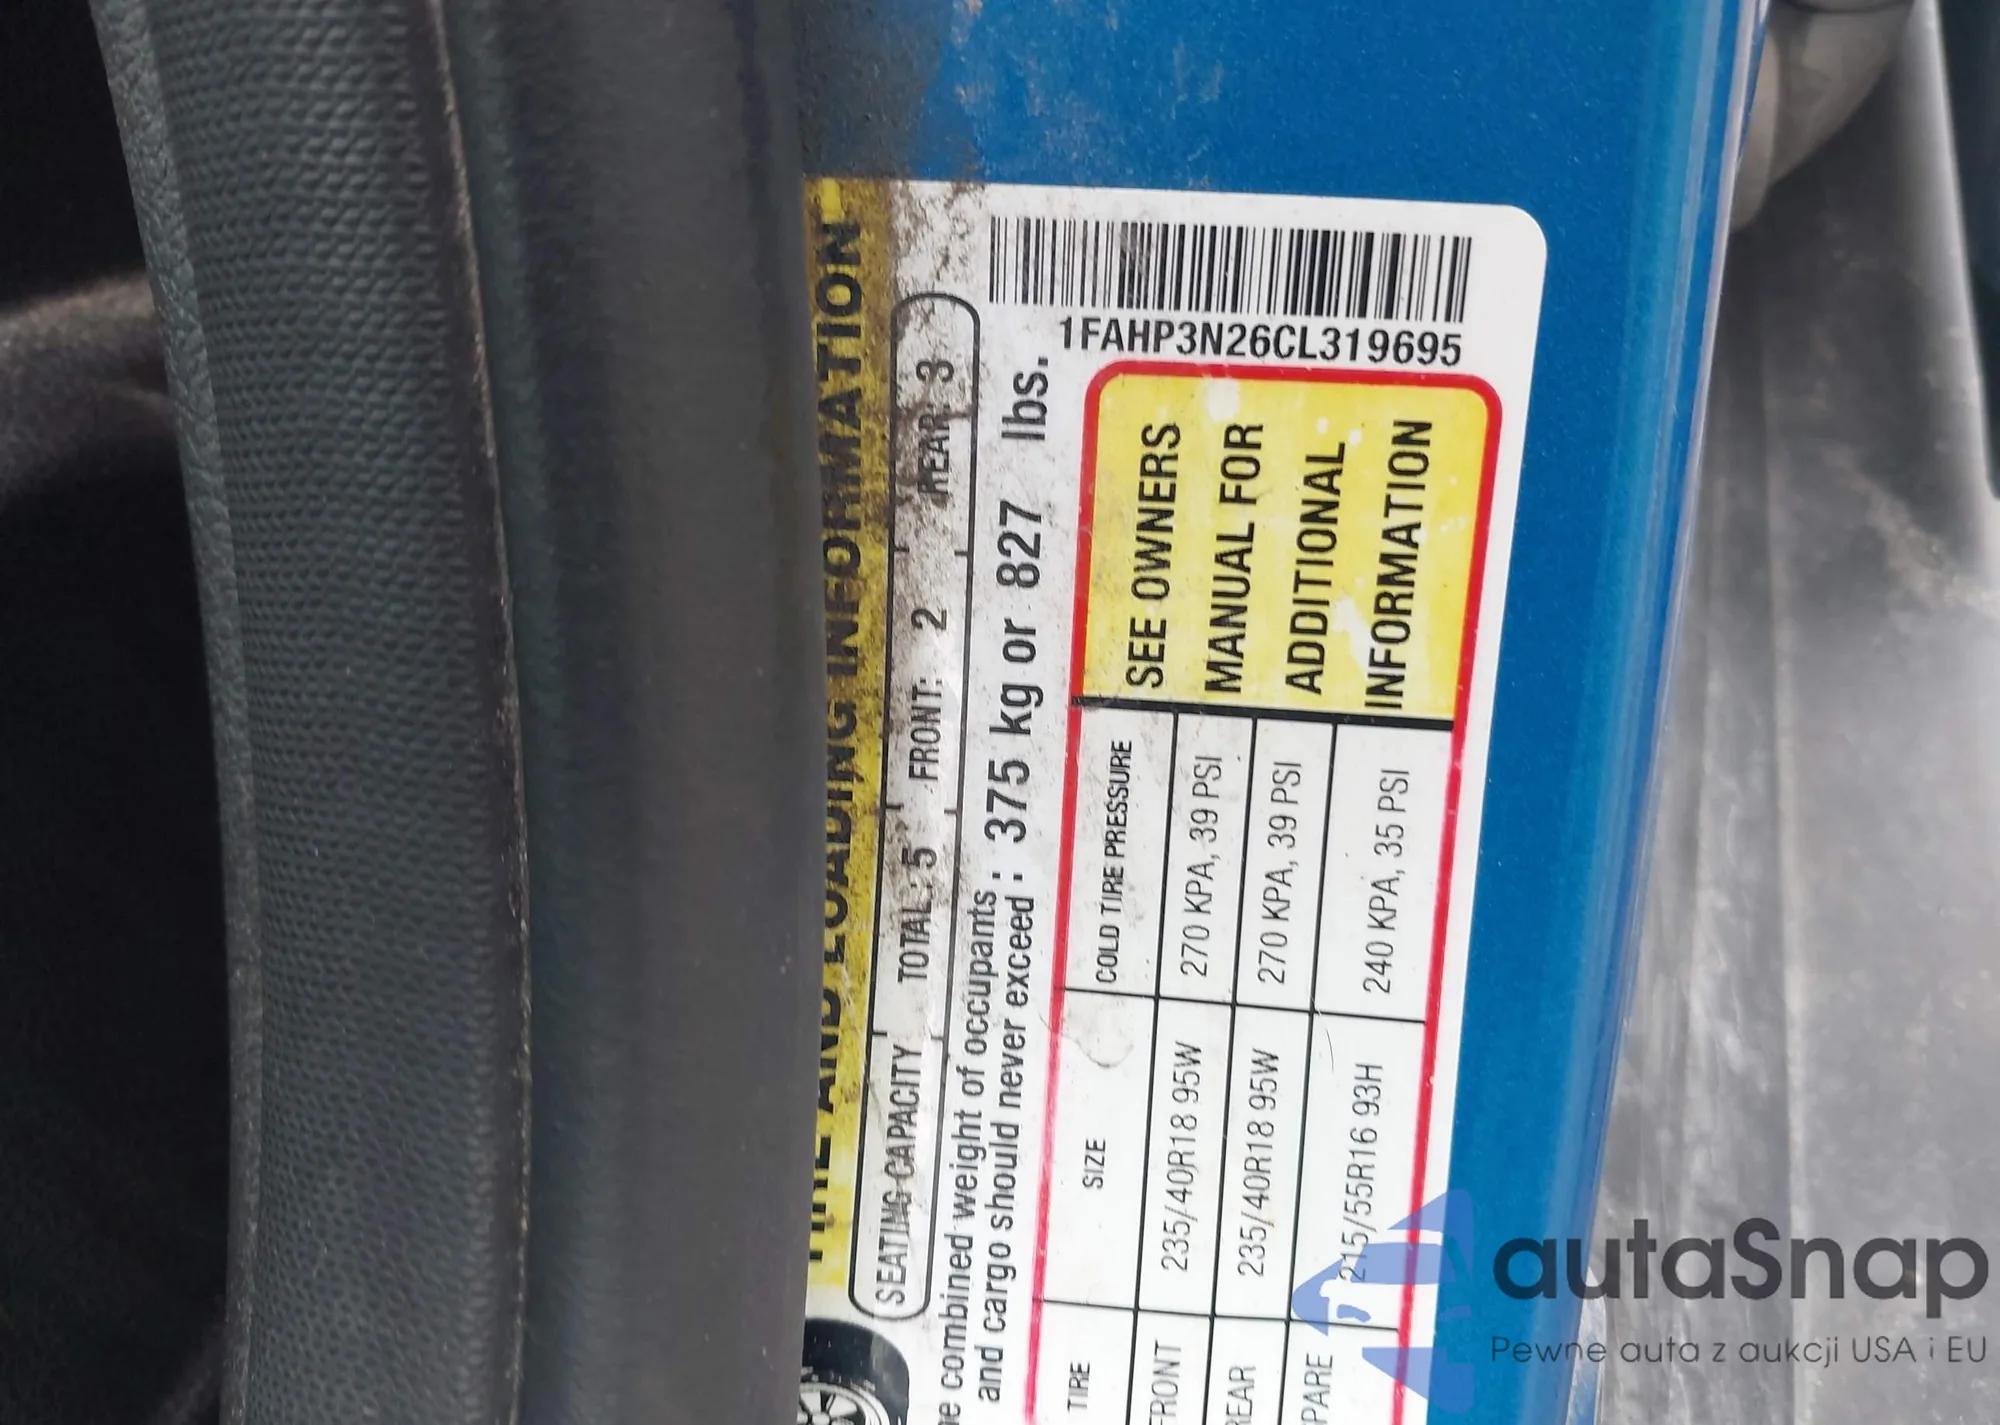 TIRE AND LOADING INFORMATION
SEATING CAPACITY TOTAL: 5 FRONT: 2 REAR 3
combined weight of occupants
and cargo should never exceed : 375 kg or 827 lbs.
1FAHP3N26CL319695
TIRE SIZE COLD TIRE PRESSURE
FRONT 235/40R18 95W 270 KPA, 39 PSI
REAR 235/40R18 95W 270 KPA, 39 PSI
SPARE 215/55R16 93H 240 KPA, 35 PSI
SEE OWNERS
MANUAL FOR
ADDITIONAL
INFORMATION
autaSnap
Pewne auta z aukcji USA i EU